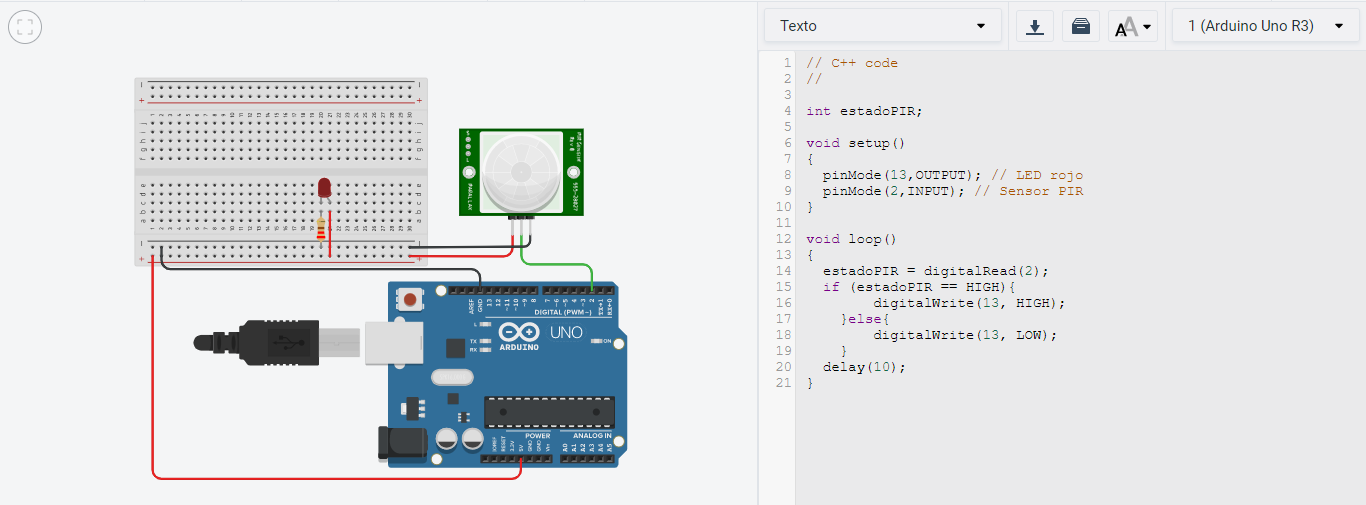 Texto
1 (Arduino Uno R3)
1 // C++ code
2 //
3
4 int estadoPIR;
5
6 void setup()
7 {
8 pinMode(13,OUTPUT); // LED rojo
9 pinMode(2,INPUT); // Sensor PIR
10 }
11
12 void loop()
13 {
14 estadoPIR = digitalRead(2);
15 if (estadoPIR == HIGH){
16 digitalWrite(13, HIGH);
17 }else{
18 digitalWrite(13, LOW);
19 }
20 delay(10);
21 }
PIR Sensor
Rev B
555-28027
PARALLAX
AREF GND 13 12 ~11 ~10 ~9 8 7 ~6 ~5 4 ~3 2 TX→1 RX←0
DIGITAL (PWM~)
L
TX
RX
UNO
ARDUINO
ON
POWER
ANALOG IN
IOREF RESET 3.3V 5V GND GND Vin A0 A1 A2 A3 A4 A5